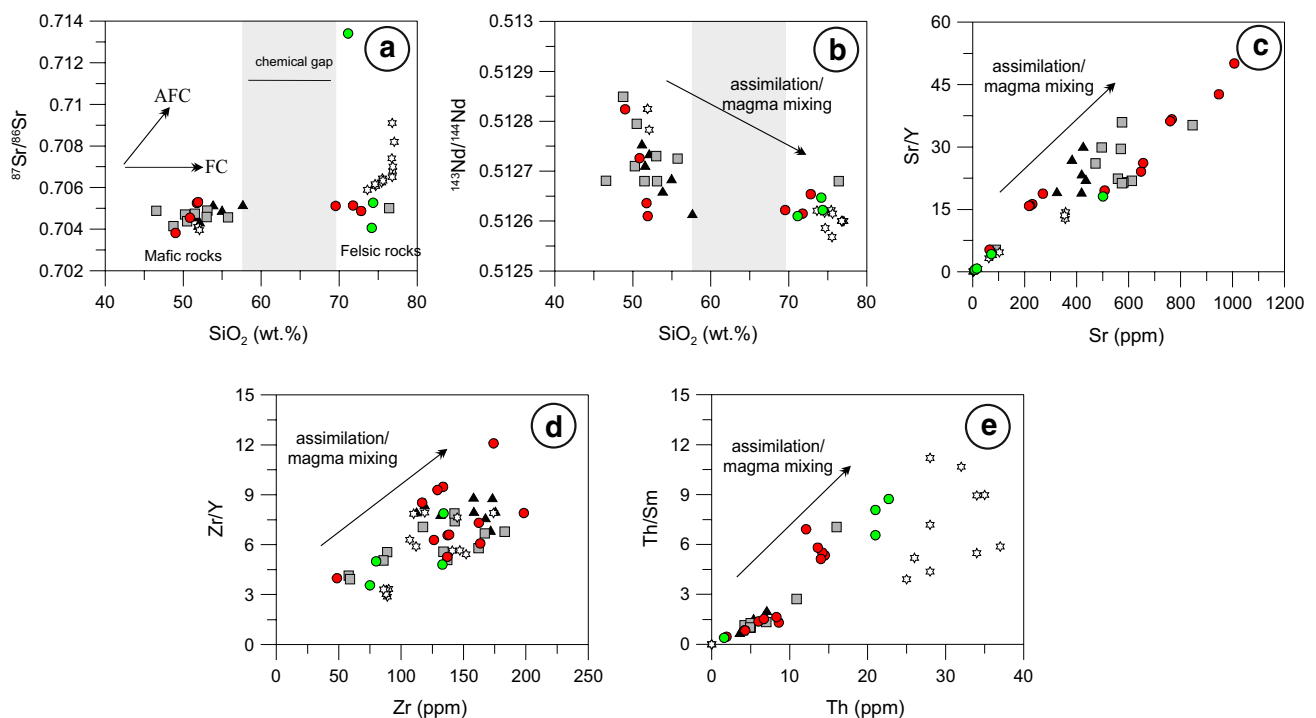 0.714
0.712
0.71
0.708
0.706
0.704
0.702
40 50 60 70 80
⁸⁷Sr/⁸⁶Sr
SiO₂ (wt.%)
a
chemical gap
AFC
FC
Mafic rocks
Felsic rocks
0.513
0.5129
0.5128
0.5127
0.5126
0.5125
40 50 60 70 80
¹⁴³Nd/¹⁴⁴Nd
SiO₂ (wt.%)
b
assimilation/
magma mixing
60
45
30
15
0
0 200 400 600 800 1000 1200
Sr/Y
Sr (ppm)
c
assimilation/
magma mixing
15
12
9
6
3
0
0 50 100 150 200 250
Zr/Y
Zr (ppm)
d
assimilation/
magma mixing
15
12
9
6
3
0
0 10 20 30 40
Th/Sm
Th (ppm)
e
assimilation/
magma mixing